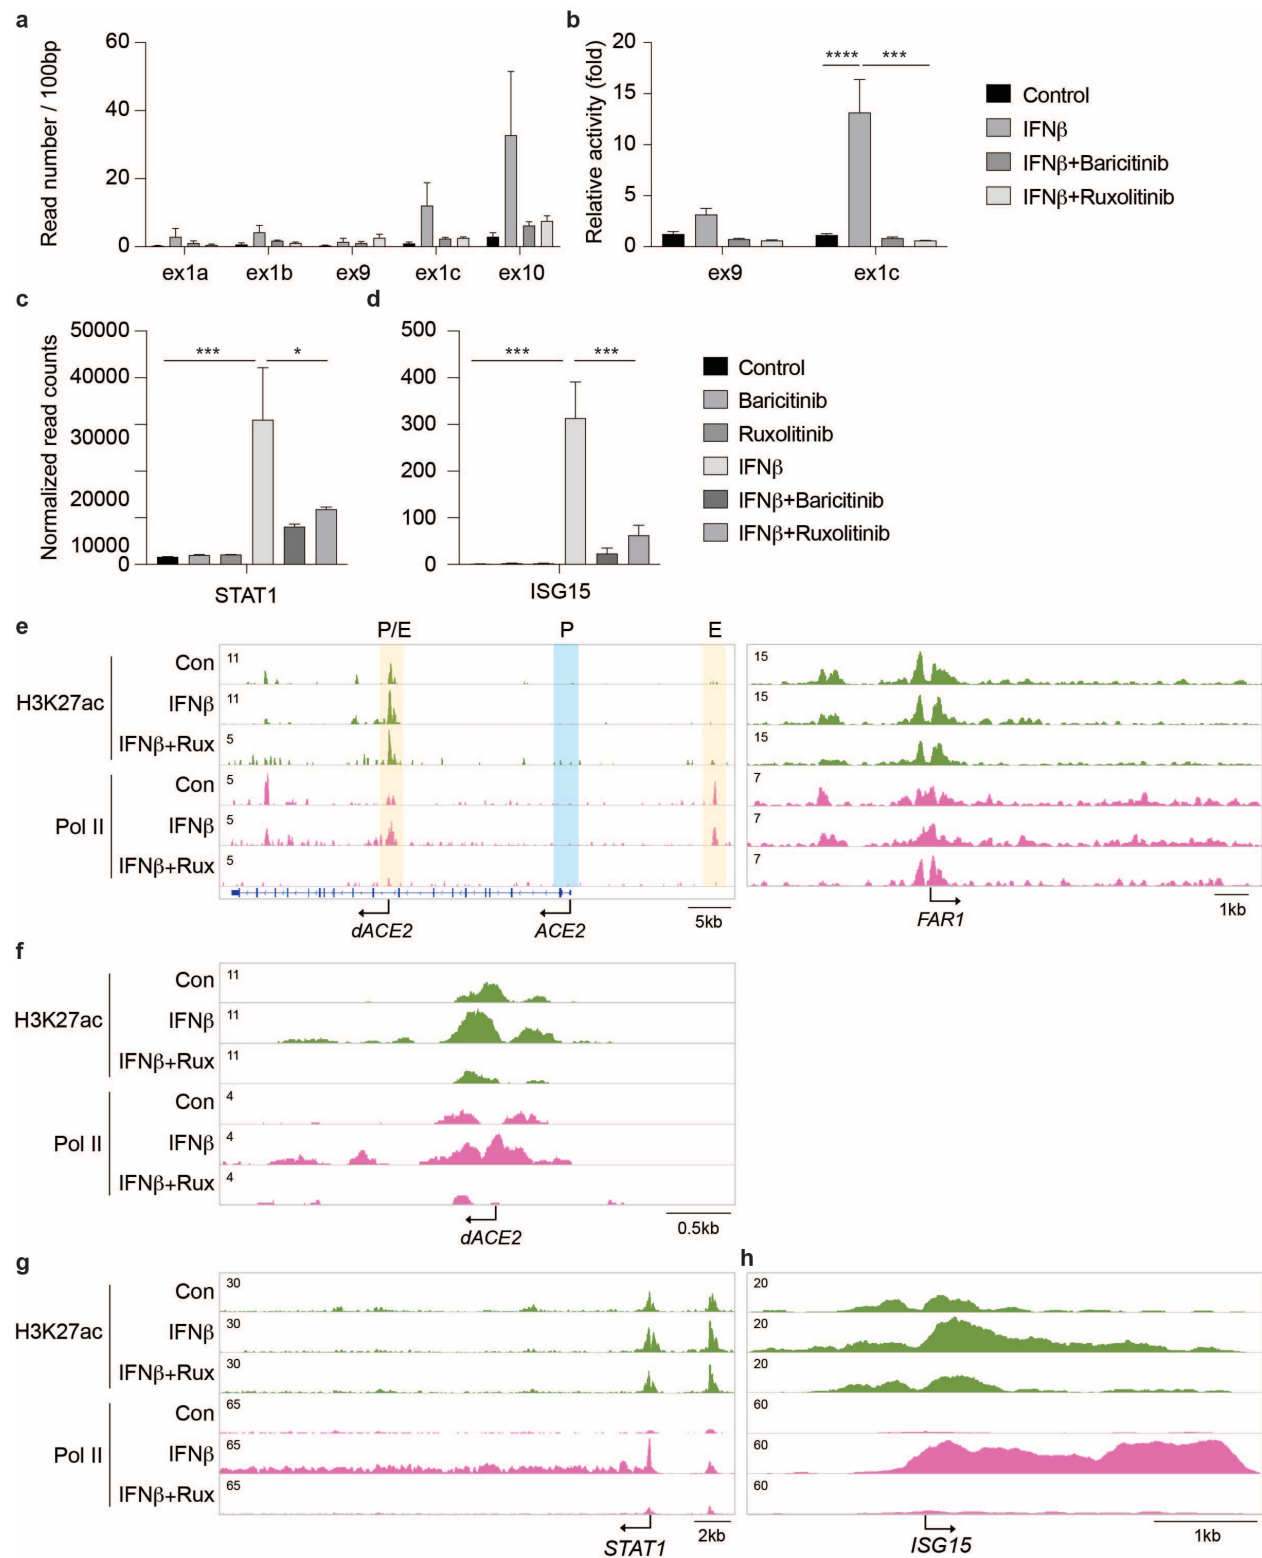 a
Read number / 100bp
60
40
20
0
ex1a ex1b ex9 ex1c ex10
b
Relative activity (fold)
20
15
10
5
0
**** ***
ex9 ex1c
Control
IFNβ
IFNβ+Baricitinib
IFNβ+Ruxolitinib
c
Normalized read counts
50000
40000
30000
20000
10000
0
*** *
STAT1
d
500
400
300
200
100
0
*** ***
ISG15
Control
Baricitinib
Ruxolitinib
IFNβ
IFNβ+Baricitinib
IFNβ+Ruxolitinib
e
P/E P E
H3K27ac
Con 11 15
IFNβ 11 15
IFNβ+Rux 5 15
Pol II
Con 5 7
IFNβ 5 7
IFNβ+Rux 5 7
dACE2 ACE2 5kb
FAR1 1kb
f
H3K27ac
Con 11
IFNβ 11
IFNβ+Rux 11
Pol II
Con 4
IFNβ 4
IFNβ+Rux 4
dACE2 0.5kb
g h
H3K27ac
Con 30 20
IFNβ 30 20
IFNβ+Rux 30 20
Pol II
Con 65 60
IFNβ 65 60
IFNβ+Rux 65 60
STAT1 2kb
ISG15 1kb